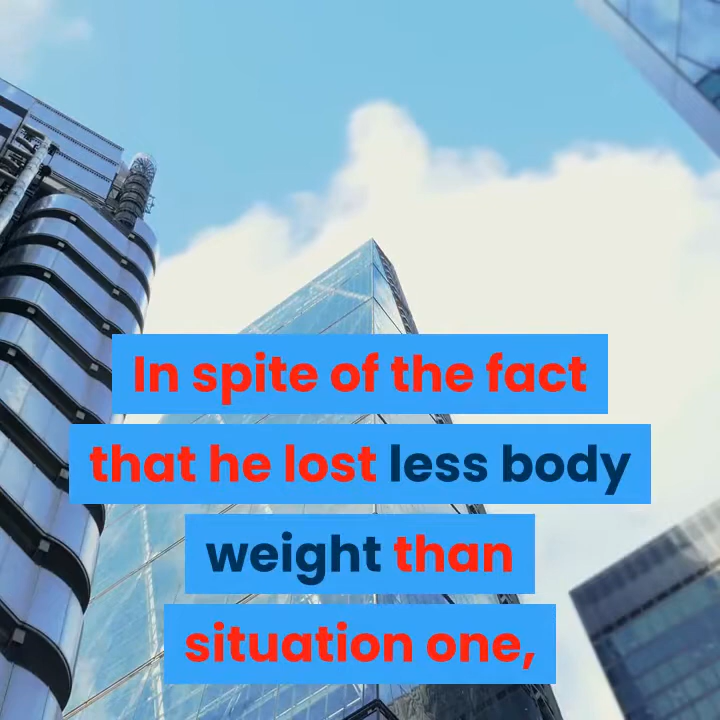 In spite of the fact
that he lost less body
weight than
situation one,